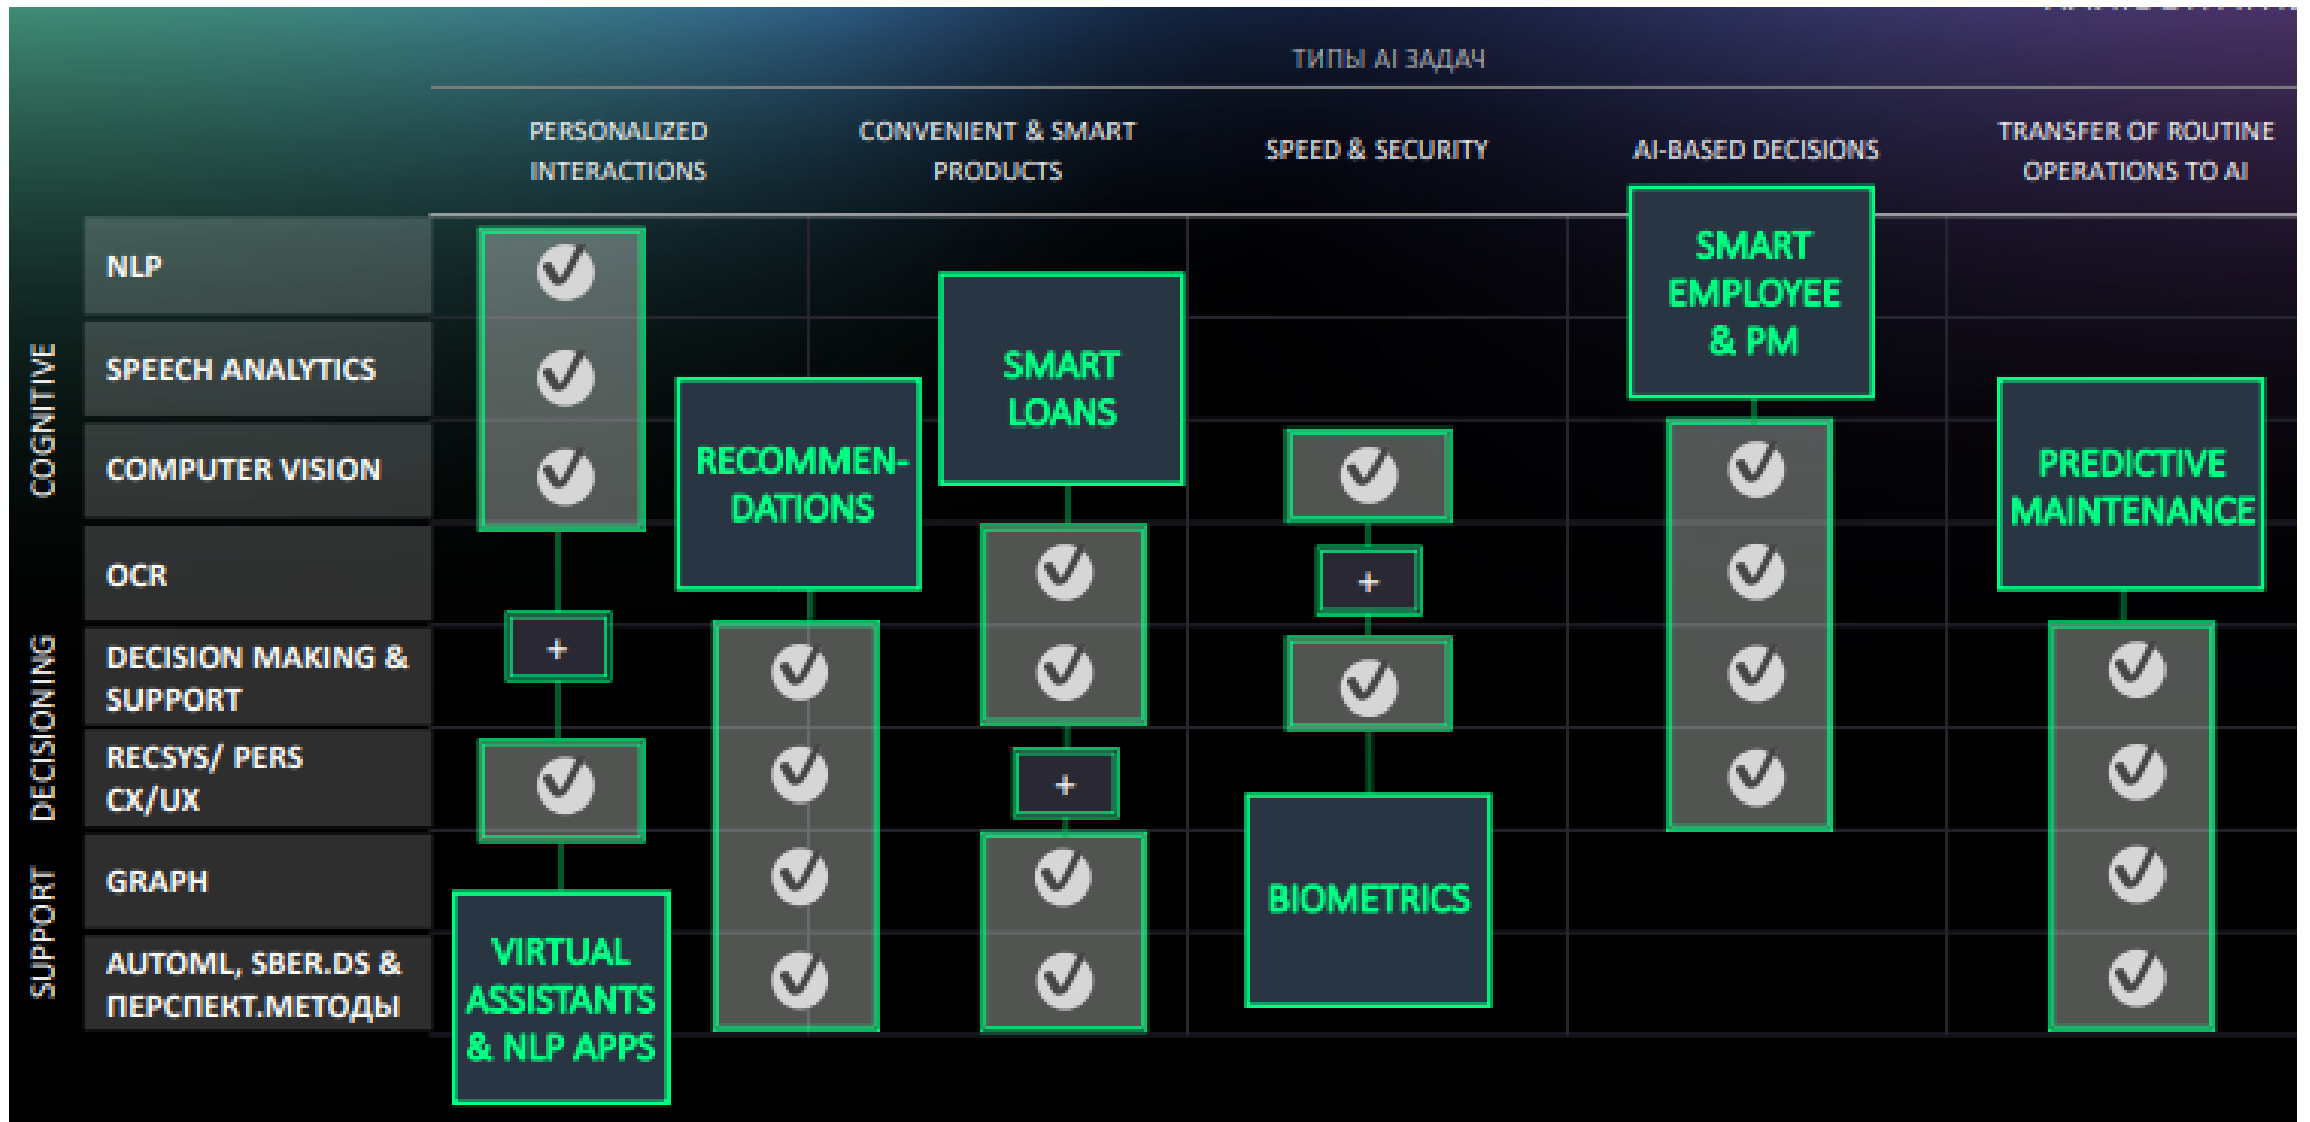 ТИПЫ AI ЗАДАЧ
PERSONALIZED
INTERACTIONS
CONVENIENT & SMART
PRODUCTS
SPEED & SECURITY
AI-BASED DECISIONS
TRANSFER OF ROUTINE
OPERATIONS TO AI
COGNITIVE
NLP
SPEECH ANALYTICS
COMPUTER VISION
OCR
DECISIONING
DECISION MAKING &
SUPPORT
RECSYS/ PERS
CX/UX
SUPPORT
GRAPH
AUTOML, SBER.DS &
ПЕРСПЕКТ.МЕТОДЫ
+
VIRTUAL
ASSISTANTS
& NLP APPS
RECOMMEN-
DATIONS
SMART
LOANS
+
+
BIOMETRICS
SMART
EMPLOYEE
& PM
PREDICTIVE
MAINTENANCE